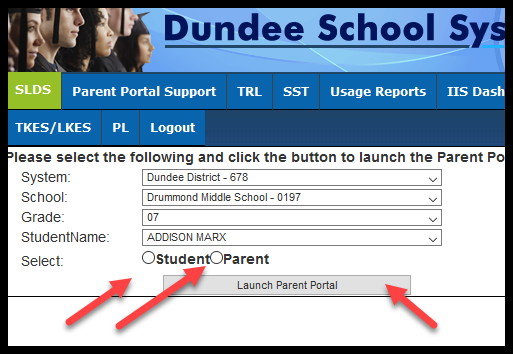 Dundee School Sys
SLDS Parent Portal Support TRL SST Usage Reports IIS Dash
TKES/LKES PL Logout
Please select the following and click the button to launch the Parent Po
System: Dundee District - 678
School: Drummond Middle School - 0197
Grade: 07
StudentName: ADDISON MARX
Select: Student Parent
Launch Parent Portal